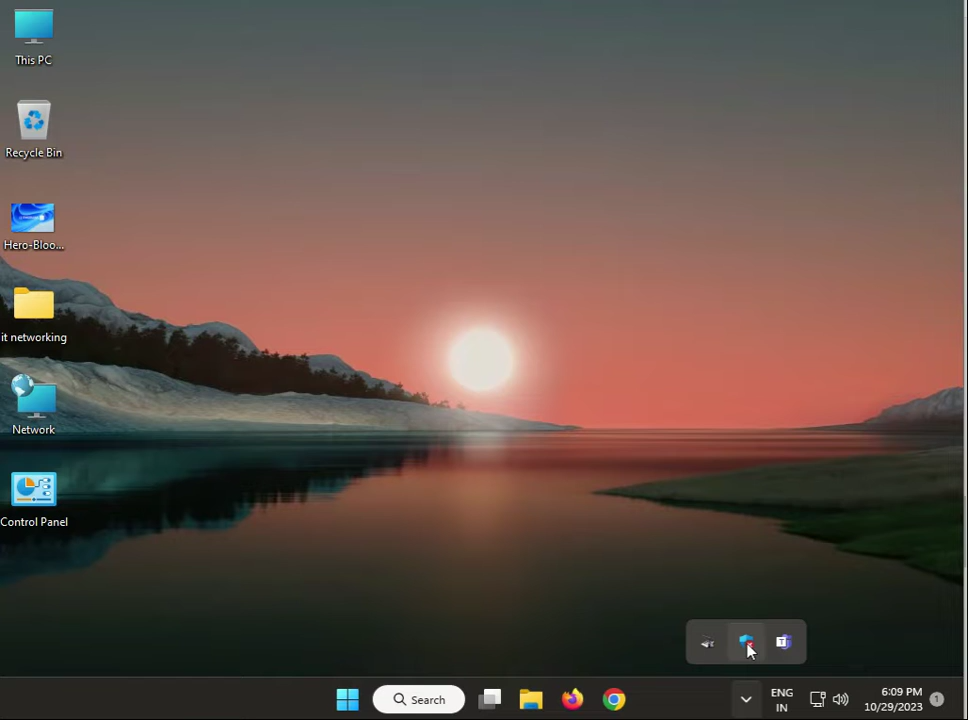 This PC
Recycle Bin
Hero-Bloo...
it networking
Network
Control Panel
T
Search
ENG
IN
6:09 PM
10/29/2023
1